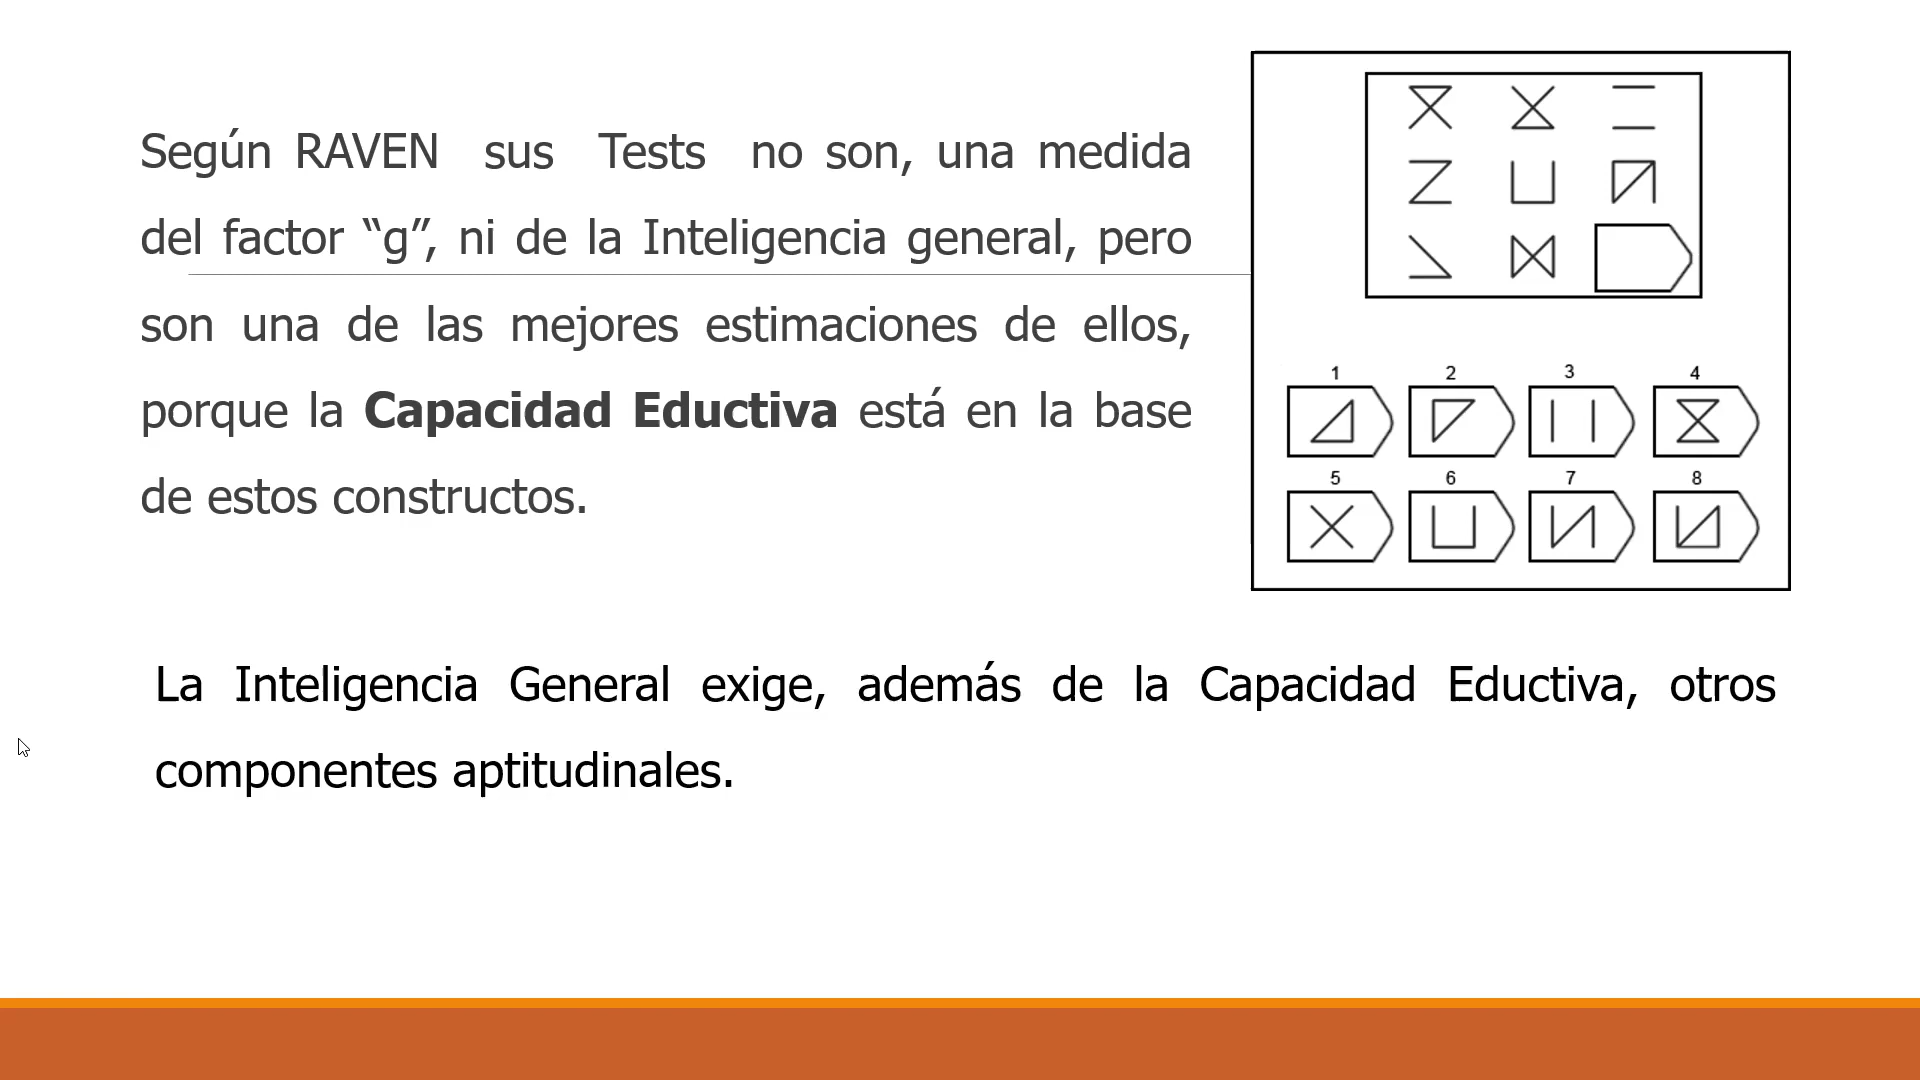 Según RAVEN sus Tests no son, una medida
del factor “g”, ni de la Inteligencia general, pero
son una de las mejores estimaciones de ellos,
porque la Capacidad Eductiva está en la base
de estos constructos.
1 2 3 4
5 6 7 8
La Inteligencia General exige, además de la Capacidad Eductiva, otros
componentes aptitudinales.